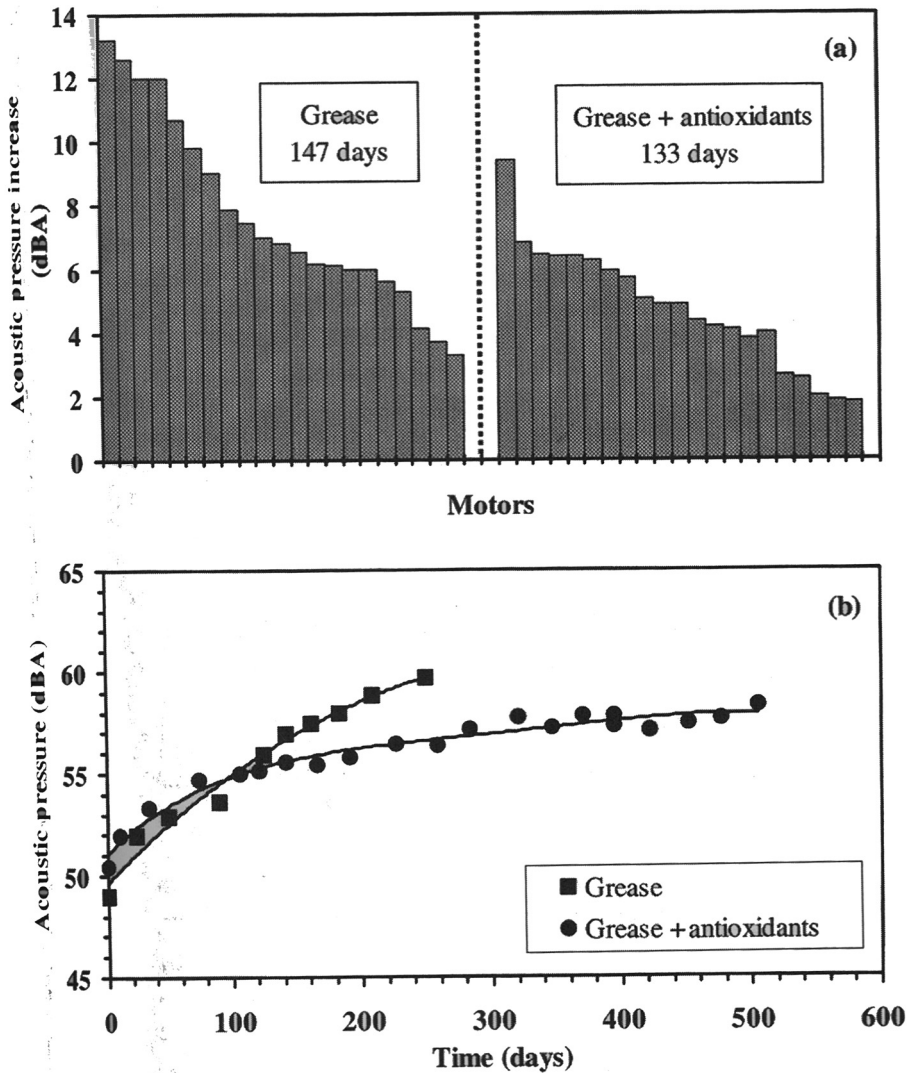 14
12
10
8
6
4
2
0
Acoustic pressure increase
(dBA)
(a)
Grease
147 days
Grease + antioxidants
133 days
Motors
65
60
55
50
45
Acoustic-pressure (dBA)
(b)
Grease
Grease +antioxidants
0 100 200 300 400 500 600
Time (days)